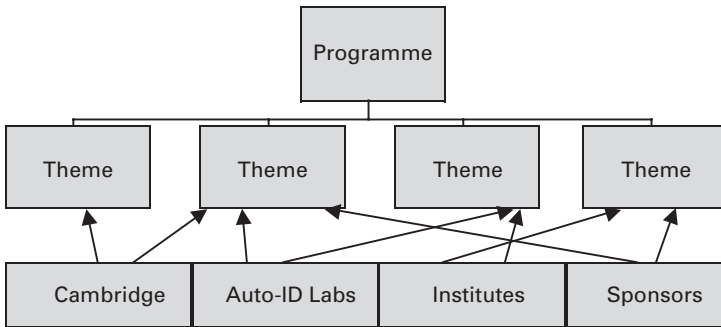 Programme
Theme Theme Theme Theme
Cambridge Auto-ID Labs Institutes Sponsors